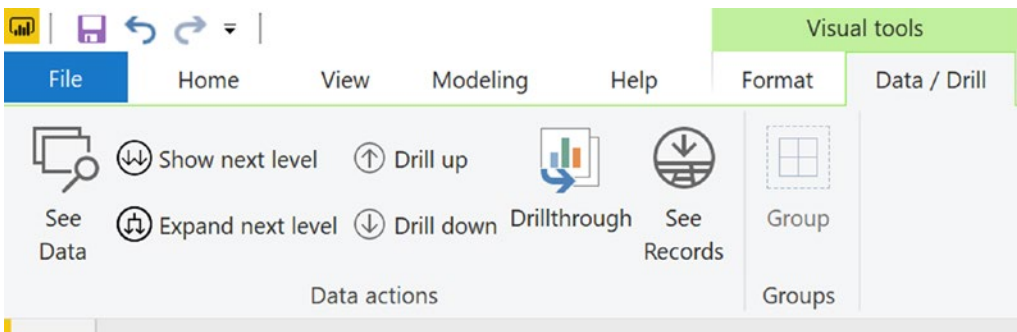 Visual tools
File Home View Modeling Help Format Data / Drill
See Data
Show next level
Expand next level
Drill up
Drill down
Drillthrough
See Records
Group
Data actions
Groups